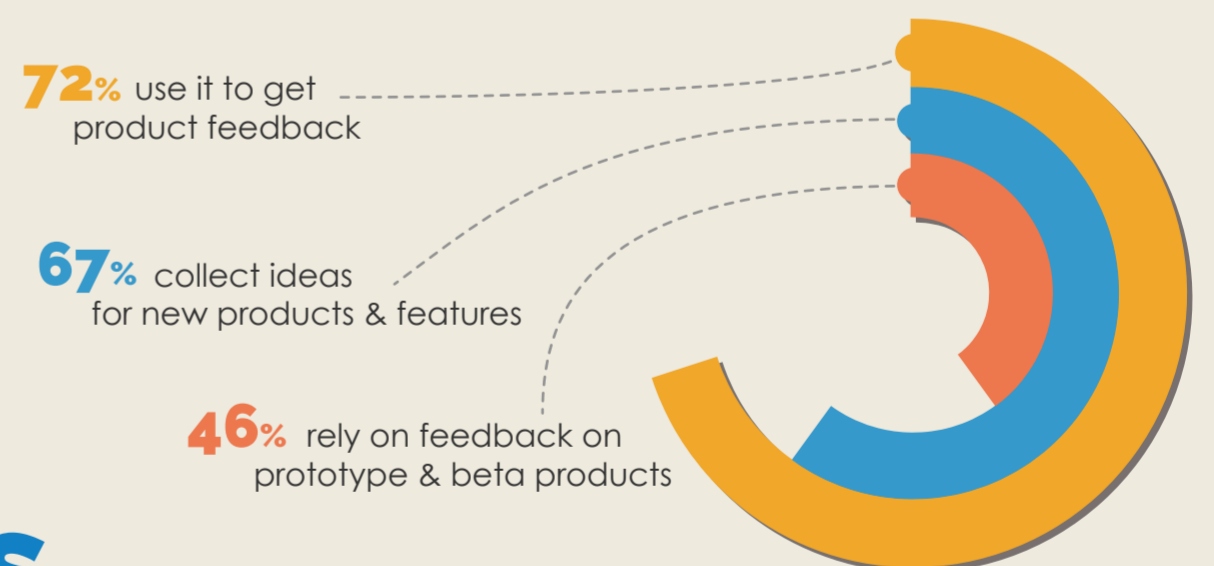 72% use it to get
product feedback
67% collect ideas
for new products & features
46% rely on feedback on
prototype & beta products